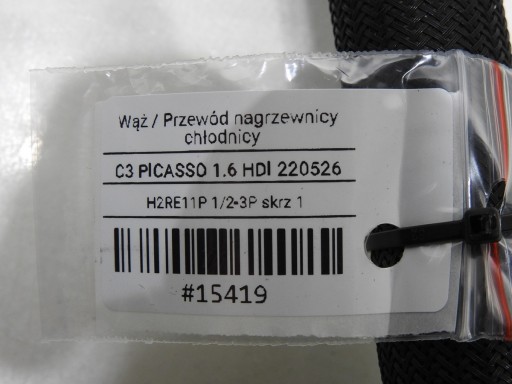 Wąż / Przewód nagrzewnicy
chłodnicy
C3 PICASSO 1.6 HDI 220526
H2RE11P 1/2-3P skrz 1
#15419